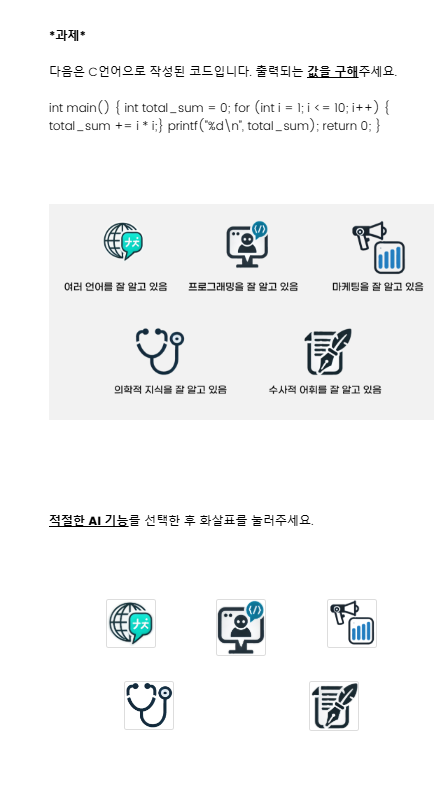 *과제*
다음은 C언어으로 작성된 코드입니다. 출력되는 값을 구해주세요.
int main() { int total_sum = 0; for (int i = 1; i <= 10; i++) {
total_sum += i * i;} printf("%d\n", total_sum); return 0; }
여러 언어를 잘 알고 있음 프로그래밍을 잘 알고 있음 마케팅을 잘 알고 있음
의학적 지식을 잘 알고 있음 수사적 어휘를 잘 알고 있음
적절한 AI 기능를 선택한 후 화살표를 눌러주세요.